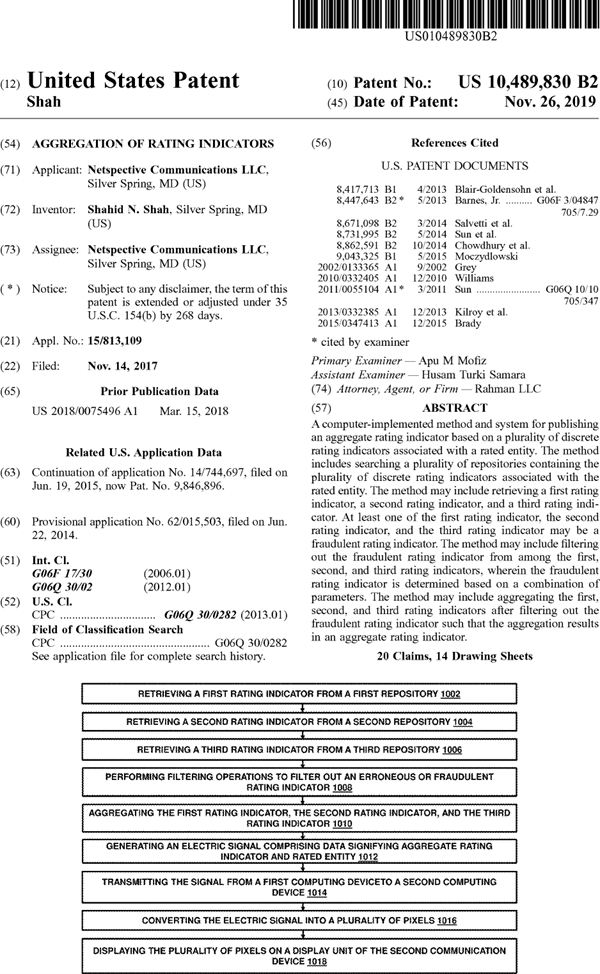 US010489830B2
(12) United States Patent
Shah
(10) Patent No.: US 10,489,830 B2
(45) Date of Patent: Nov. 26, 2019
(54) AGGREGATION OF RATING INDICATORS
(71) Applicant: Netspective Communications LLC,
Silver Spring, MD (US)
(72) Inventor: Shahid N. Shah, Silver Spring, MD
(US)
(73) Assignee: Netspective Communications LLC,
Silver Spring, MD (US)
( * ) Notice: Subject to any disclaimer, the term of this
patent is extended or adjusted under 35
U.S.C. 154(b) by 268 days.
(21) Appl. No.: 15/813,109
(22) Filed: Nov. 14, 2017
(65) Prior Publication Data
US 2018/0075496 A1 Mar. 15, 2018
Related U.S. Application Data
(63) Continuation of application No. 14/744,697, filed on
Jun. 19, 2015, now Pat. No. 9,846,896.
(60) Provisional application No. 62/015,503, filed on Jun.
22, 2014.
(51) Int. Cl.
G06F 17/30 (2006.01)
G06Q 30/02 (2012.01)
(52) U.S. Cl.
CPC ................................ G06Q 30/0282 (2013.01)
(58) Field of Classification Search
CPC .................................................. G06Q 30/0282
See application file for complete search history.
(56) References Cited
U.S. PATENT DOCUMENTS
8,417,713 B1 4/2013 Blair-Goldensohn et al.
8,447,643 B2 * 5/2013 Barnes, Jr. .......... G06F 3/04847
705/7.29
8,671,098 B2 3/2014 Salvetti et al.
8,731,995 B2 5/2014 Sun et al.
8,862,591 B2 10/2014 Chowdhury et al.
9,043,325 B1 5/2015 Moczydlowski
2002/0133365 A1 9/2002 Grey
2010/0332405 A1 12/2010 Williams
2011/0055104 A1 * 3/2011 Sun ...................... G06Q 10/10
705/347
2013/0332385 A1 12/2013 Kilroy et al.
2015/0347413 A1 12/2015 Brady
* cited by examiner
Primary Examiner — Apu M Mofiz
Assistant Examiner — Husam Turki Samara
(74) Attorney, Agent, or Firm — Rahman LLC
(57) ABSTRACT
A computer-implemented method and system for publishing
an aggregate rating indicator based on a plurality of discrete
rating indicators associated with a rated entity. The method
includes searching a plurality of repositories containing the
plurality of discrete rating indicators associated with the
rated entity. The method may include retrieving a first rating
indicator, a second rating indicator, and a third rating indi-
cator. At least one of the first rating indicator, the second
rating indicator, and the third rating indicator may be a
fraudulent rating indicator. The method may include filtering
out the fraudulent rating indicator from among the first,
second, and third rating indicators, wherein the fraudulent
rating indicator is determined based on a combination of
parameters. The method may include aggregating the first,
second, and third rating indicators after filtering out the
fraudulent rating indicator such that the aggregation results
in an aggregate rating indicator.
20 Claims, 14 Drawing Sheets
RETRIEVING A FIRST RATING INDICATOR FROM A FIRST REPOSITORY 1002
RETRIEVING A SECOND RATING INDICATOR FROM A SECOND REPOSITORY 1004
RETRIEVING A THIRD RATING INDICATOR FROM A THIRD REPOSITORY 1006
PERFORMING FILTERING OPERATIONS TO FILTER OUT AN ERRONEOUS OR FRAUDULENT
RATING INDICATOR 1008
AGGREGATING THE FIRST RATING INDICATOR, THE SECOND RATING INDICATOR, AND THE THIRD
RATING INDICATOR 1010
GENERATING AN ELECTRIC SIGNAL COMPRISING DATA SIGNIFYING AGGREGATE RATING
INDICATOR AND RATED ENTITY 1012
TRANSMITTING THE SIGNAL FROM A FIRST COMPUTING DEVICETO A SECOND COMPUTING
DEVICE 1014
CONVERTING THE ELECTRIC SIGNAL INTO A PLURALITY OF PIXELS 1016
DISPLAYING THE PLURALITY OF PIXELS ON A DISPLAY UNIT OF THE SECOND COMMUNICATION
DEVICE 1018